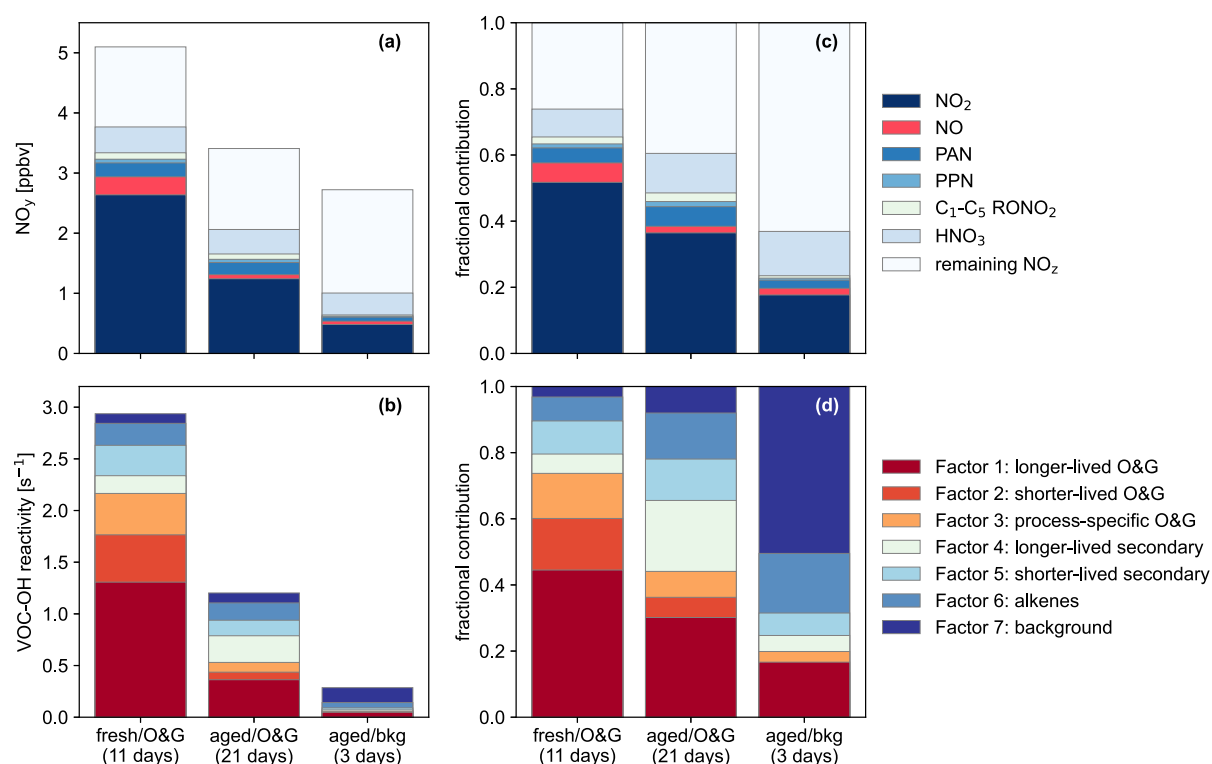 (a)
NOy [ppbv]
5
4
3
2
1
0
(c)
fractional contribution
1.0
0.8
0.6
0.4
0.2
0.0
NO₂
NO
PAN
PPN
C₁-C₅ RONO₂
HNO₃
remaining NO_z
(b)
VOC-OH reactivity [s⁻¹]
3.0
2.5
2.0
1.5
1.0
0.5
0.0
fresh/O&G
(11 days)
aged/O&G
(21 days)
aged/bkg
(3 days)
(d)
fractional contribution
1.0
0.8
0.6
0.4
0.2
0.0
fresh/O&G
(11 days)
aged/O&G
(21 days)
aged/bkg
(3 days)
Factor 1: longer-lived O&G
Factor 2: shorter-lived O&G
Factor 3: process-specific O&G
Factor 4: longer-lived secondary
Factor 5: shorter-lived secondary
Factor 6: alkenes
Factor 7: background